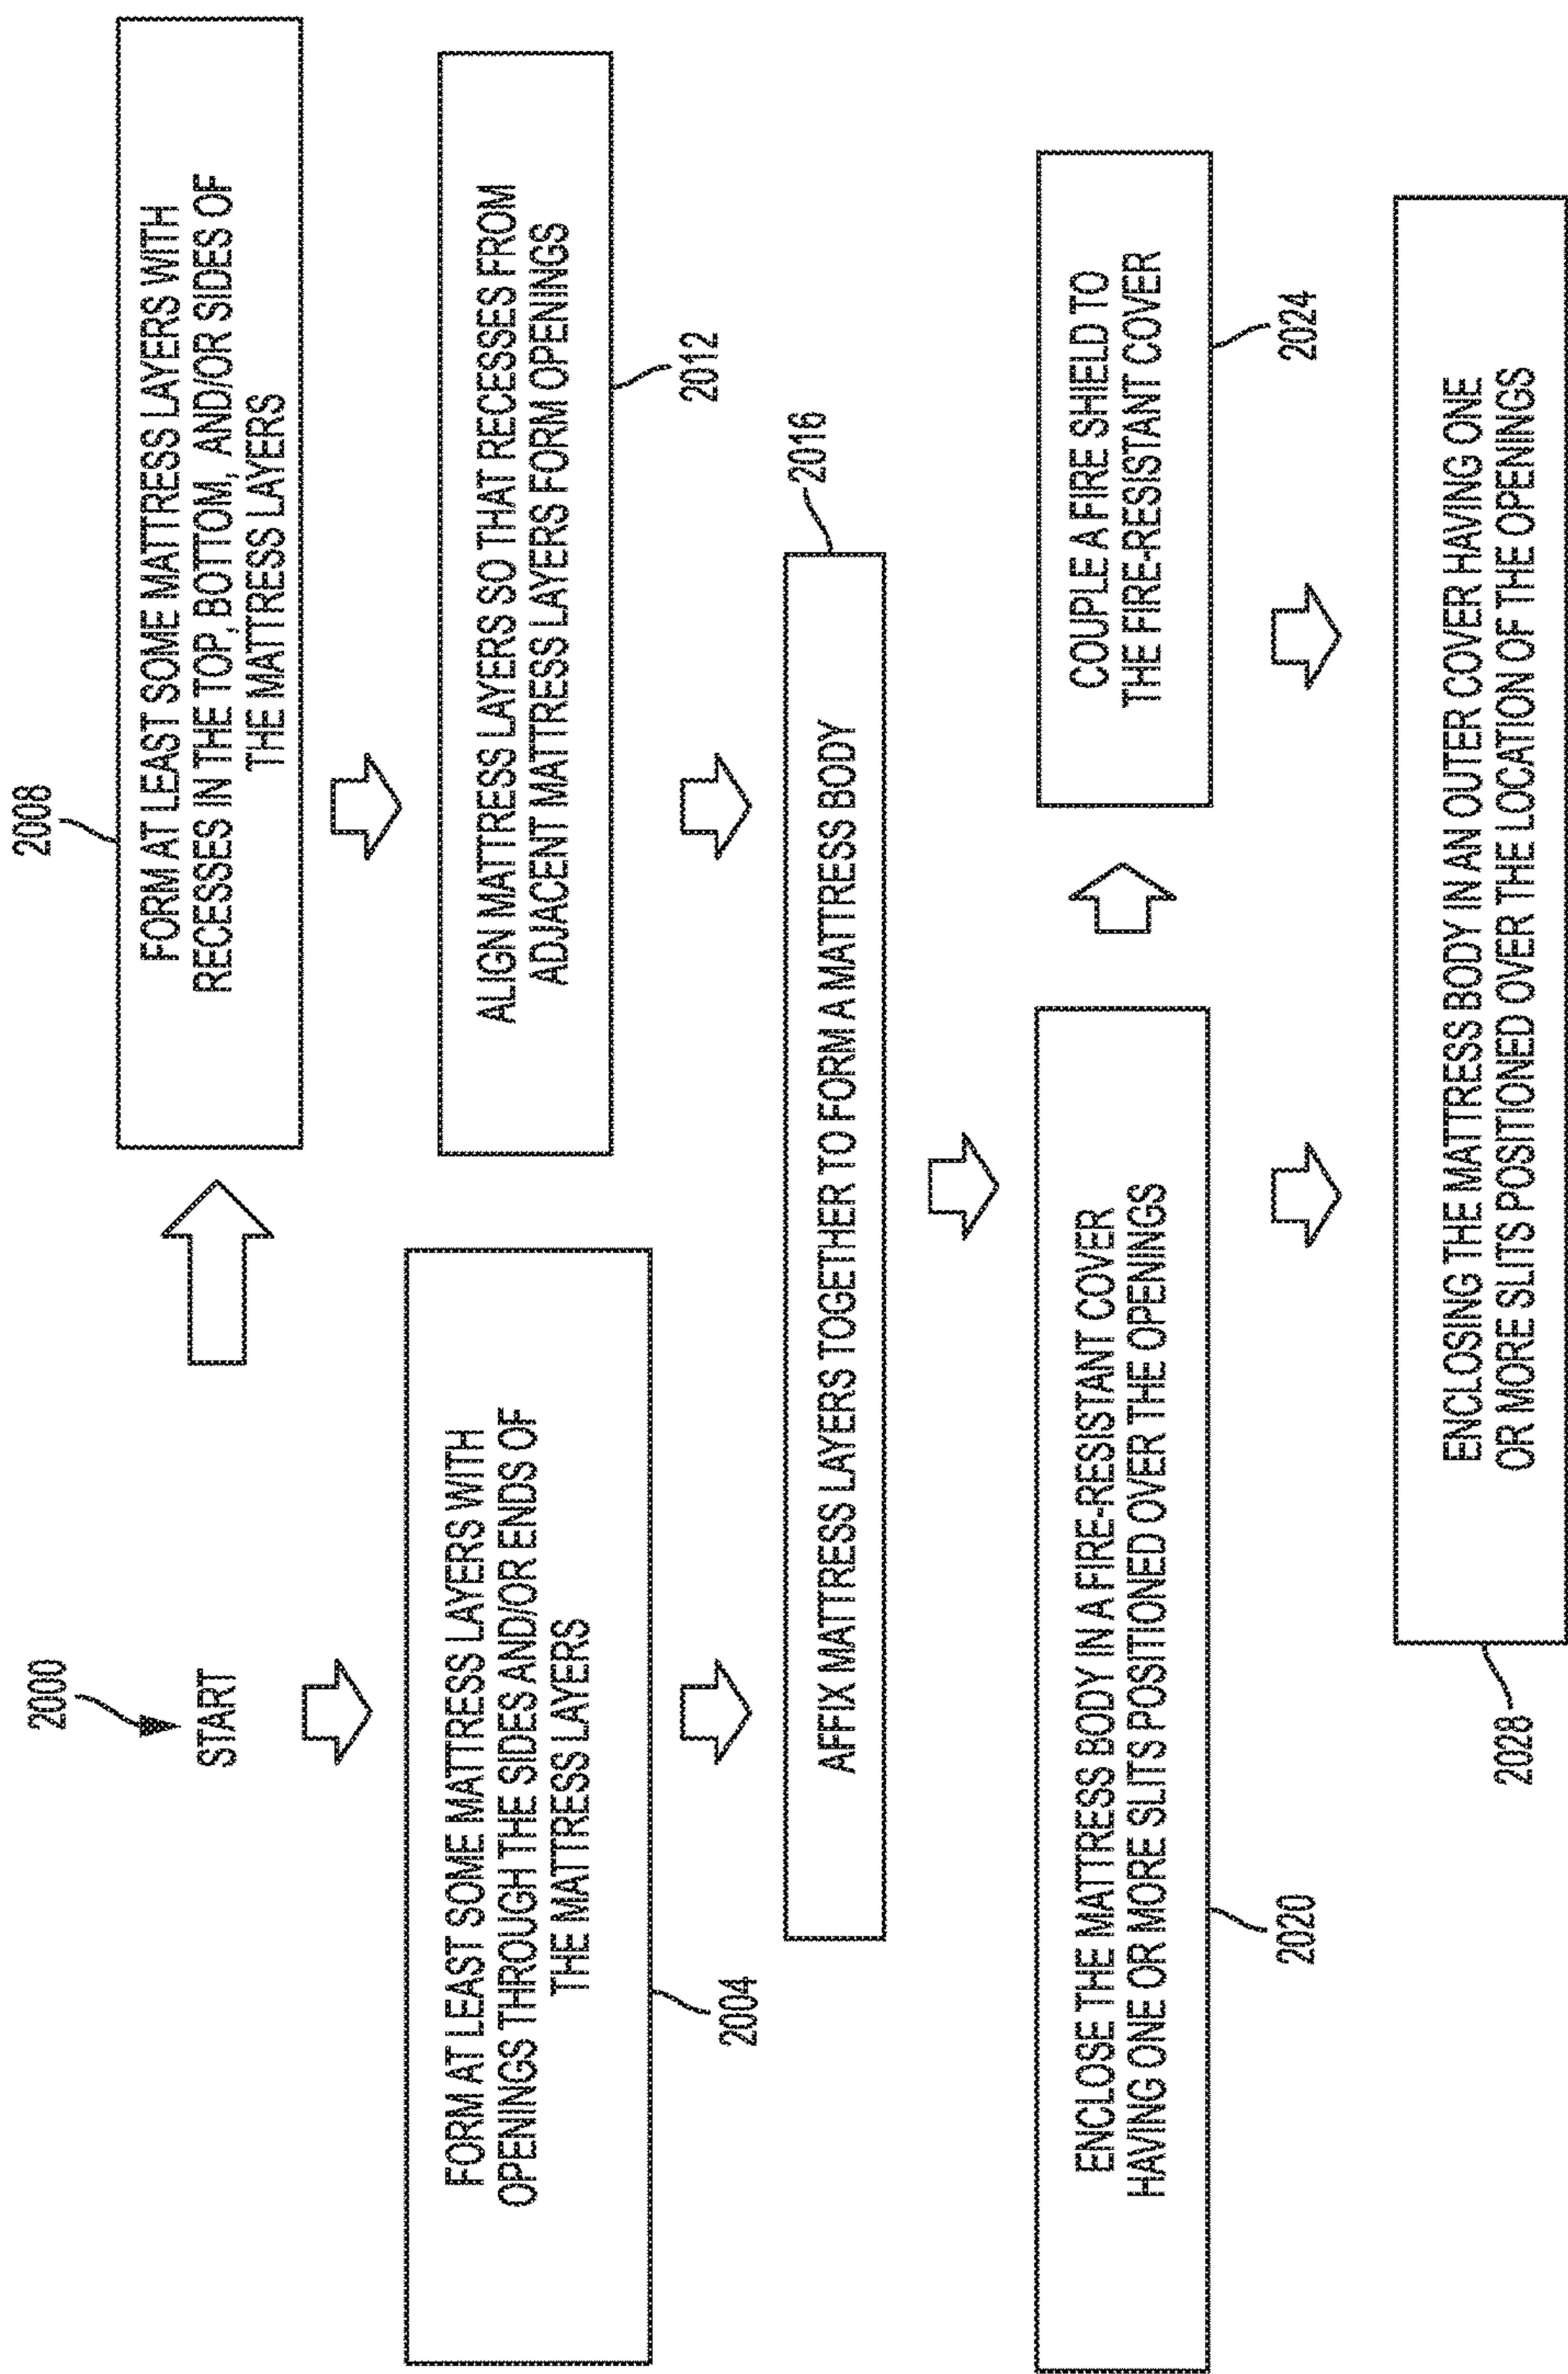 2000
START
2008
FORM AT LEAST SOME MATTRESS LAYERS WITH
RECESSES IN THE TOP, BOTTOM, AND/OR SIDES OF
THE MATTRESS LAYERS
FORM AT LEAST SOME MATTRESS LAYERS WITH
OPENINGS THROUGH THE SIDES AND/OR ENDS OF
THE MATTRESS LAYERS
2004
ALIGN MATTRESS LAYERS SO THAT RECESSES FROM
ADJACENT MATTRESS LAYERS FORM OPENINGS
2012
2016
AFFIX MATTRESS LAYERS TOGETHER TO FORM A MATTRESS BODY
ENCLOSE THE MATTRESS BODY IN A FIRE-RESISTANT COVER
HAVING ONE OR MORE SLITS POSITIONED OVER THE OPENINGS
2020
COUPLE A FIRE SHIELD TO
THE FIRE-RESISTANT COVER
2024
ENCLOSING THE MATTRESS BODY IN AN OUTER COVER HAVING ONE
OR MORE SLITS POSITIONED OVER THE LOCATION OF THE OPENINGS
2028